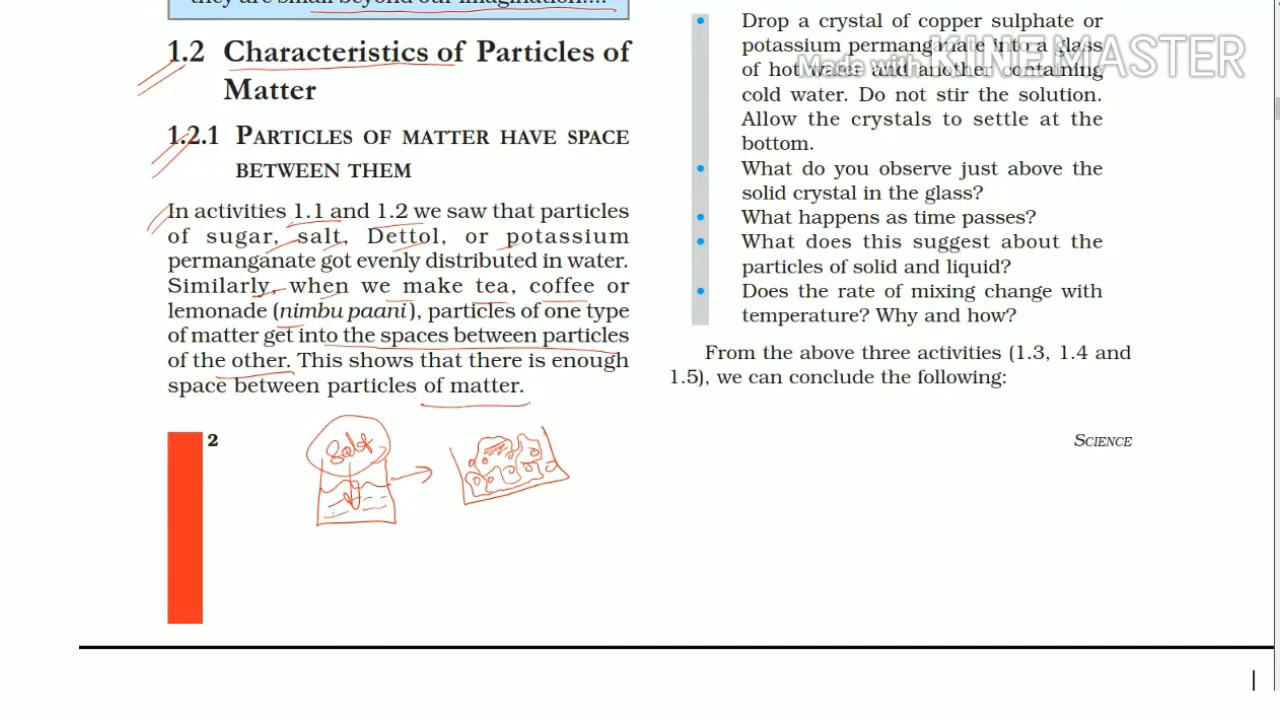 they are small beyond our imagination....
1.2 Characteristics of Particles of
Matter
1.2.1 PARTICLES OF MATTER HAVE SPACE
BETWEEN THEM
In activities 1.1 and 1.2 we saw that particles
of sugar, salt, Dettol, or potassium
permanganate got evenly distributed in water.
Similarly, when we make tea, coffee or
lemonade (nimbu paani), particles of one type
of matter get into the spaces between particles
of the other. This shows that there is enough
space between particles of matter.
2
Salt
• Drop a crystal of copper sulphate or
potassium permanganate into a glass
of hot water and another containing
cold water. Do not stir the solution.
Allow the crystals to settle at the
bottom.
• What do you observe just above the
solid crystal in the glass?
• What happens as time passes?
• What does this suggest about the
particles of solid and liquid?
• Does the rate of mixing change with
temperature? Why and how?
From the above three activities (1.3, 1.4 and
1.5), we can conclude the following:
SCIENCE
Made with KINEMASTER